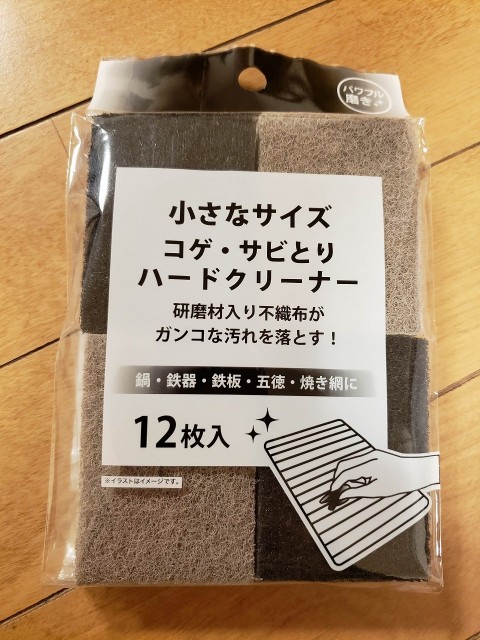 パワフル
磨き
小さなサイズ
コゲ・サビとり
ハードクリーナー
研磨材入り不織布が
ガンコな汚れを落とす！
鍋・鉄器・鉄板・五徳・焼き網に
12枚入
※イラストはイメージです。